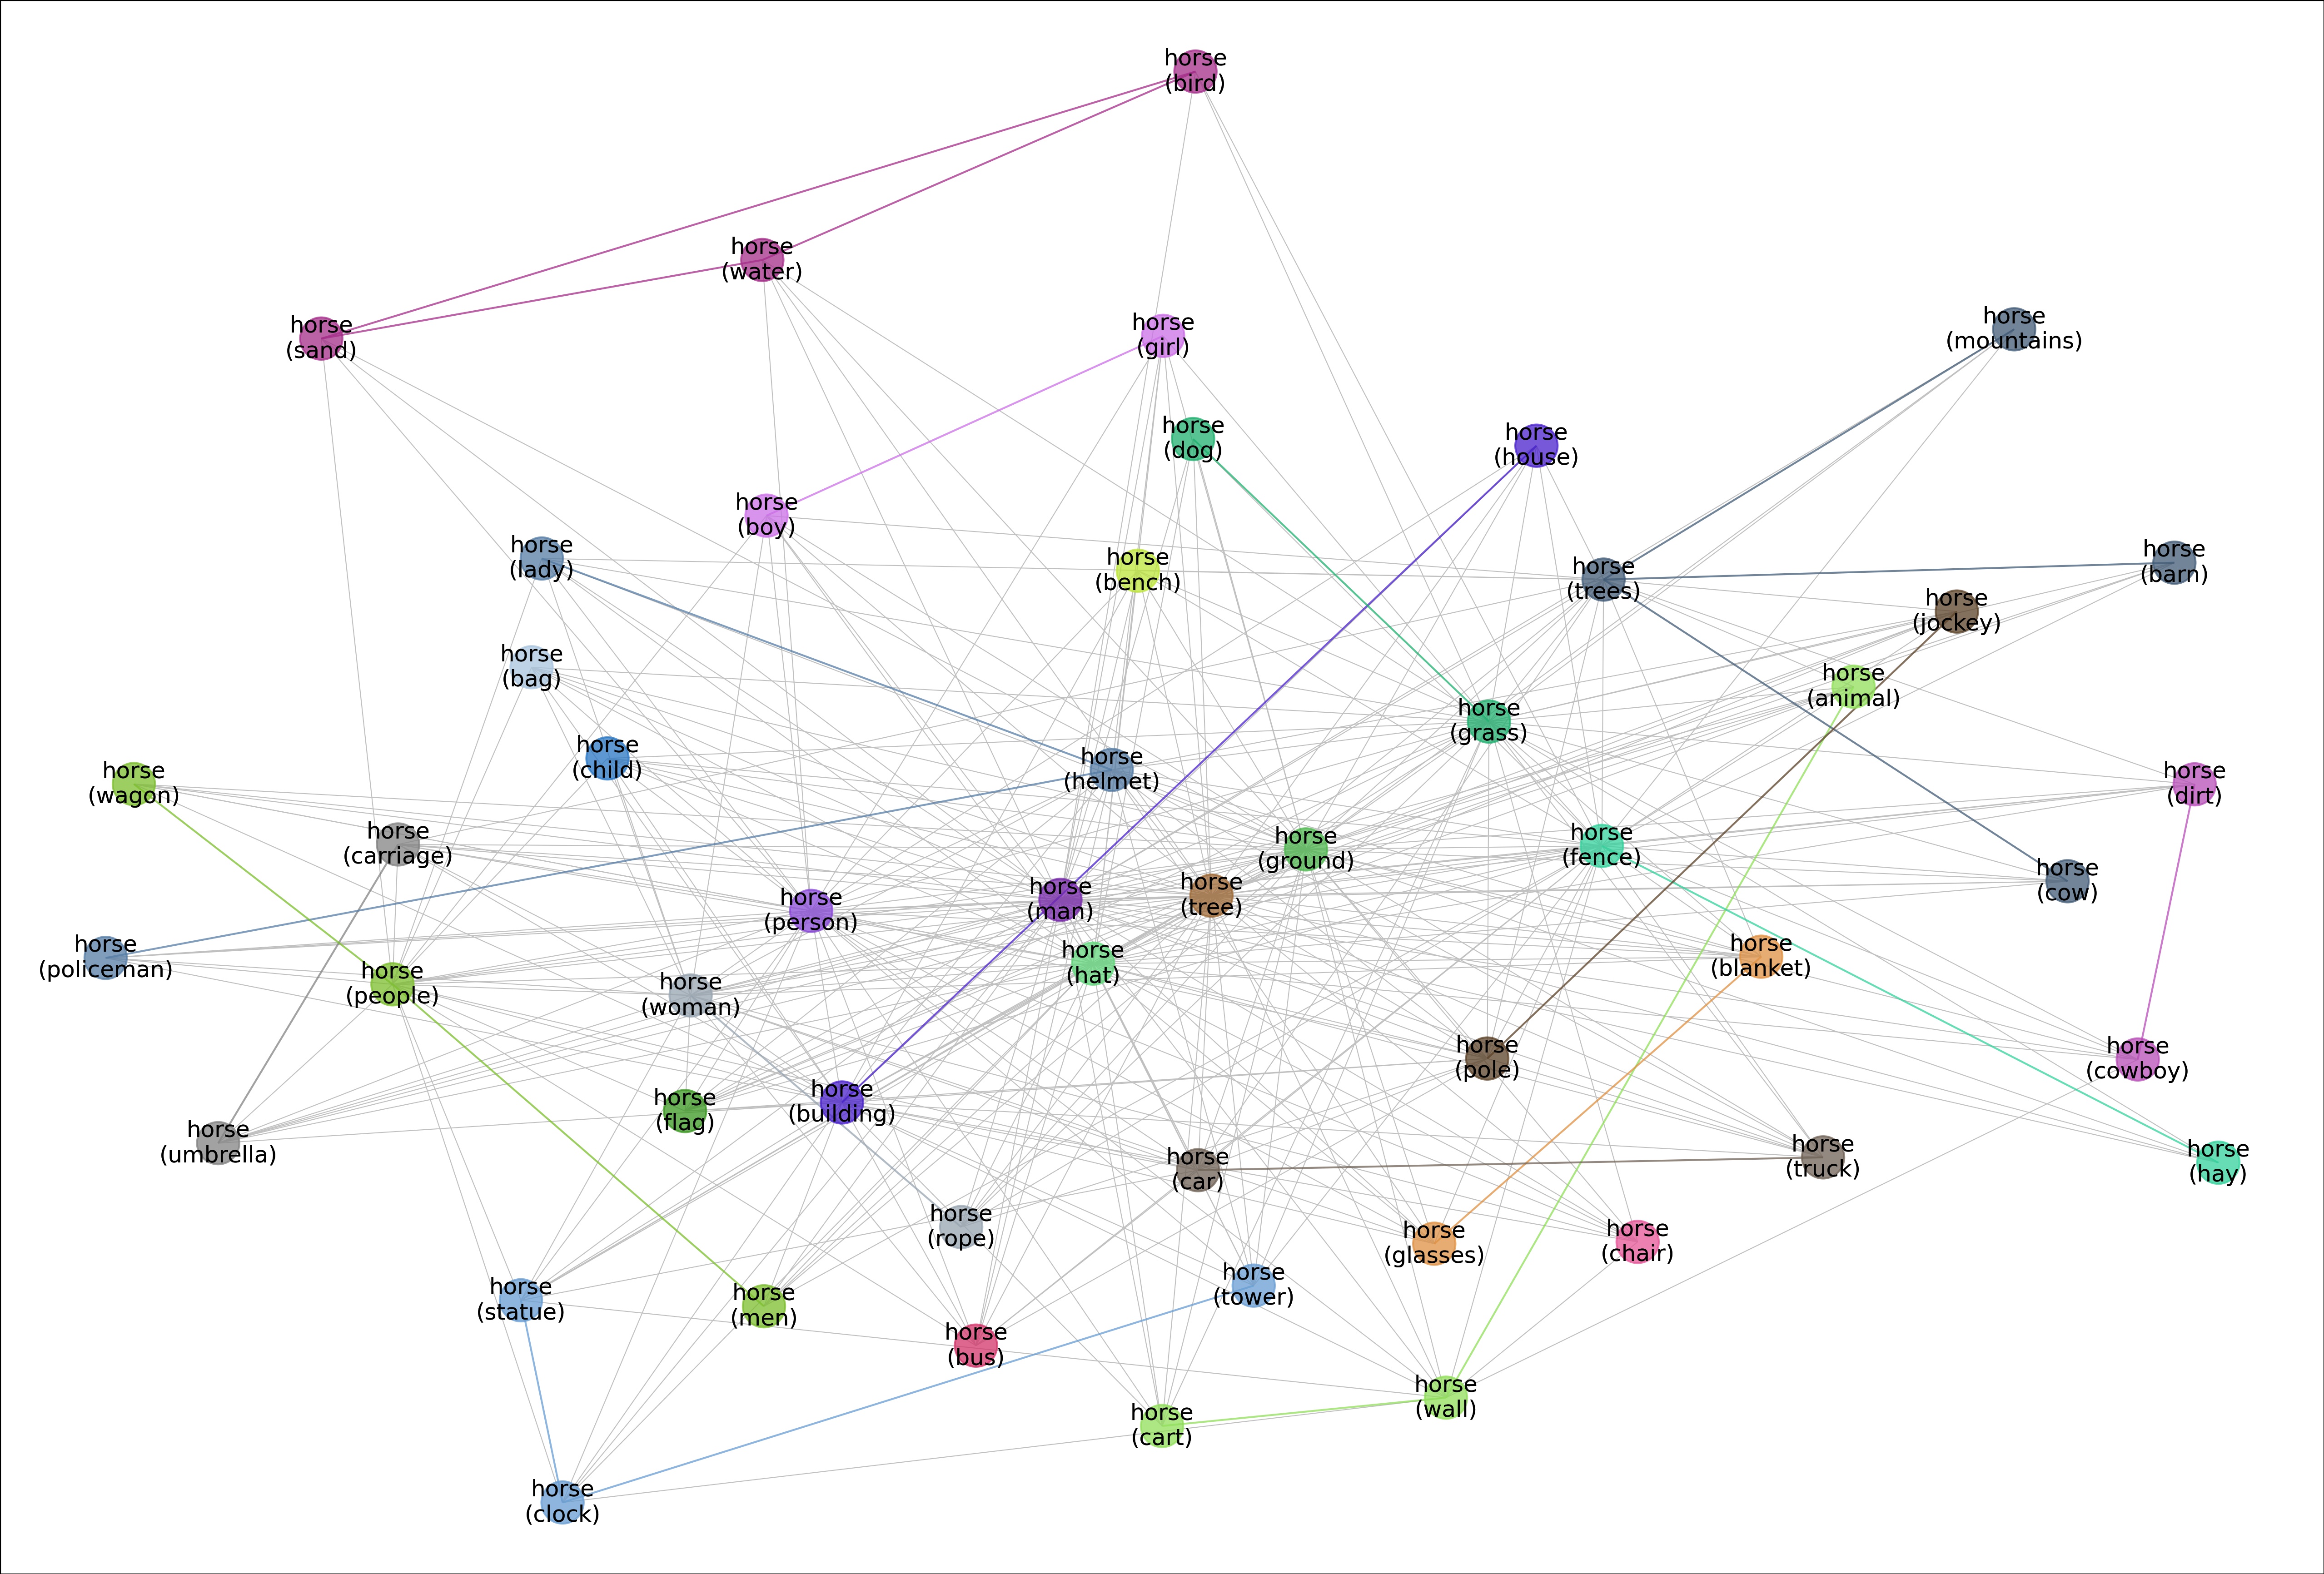 horse
(bird)
horse
(water)
horse
(sand)
horse
(girl)
horse
(mountains)
horse
(dog)
horse
(house)
horse
(boy)
horse
(lady)
horse
(bench)
horse
(trees)
horse
(barn)
horse
(jockey)
horse
(bag)
horse
(animal)
horse
(grass)
horse
(child)
horse
(helmet)
horse
(wagon)
horse
(dirt)
horse
(carriage)
horse
(ground)
horse
(fence)
horse
(person)
horse
(man)
horse
(tree)
horse
(cow)
horse
(policeman)
horse
(people)
horse
(woman)
horse
(hat)
horse
(blanket)
horse
(pole)
horse
(cowboy)
horse
(flag)
horse
(building)
horse
(umbrella)
horse
(car)
horse
(truck)
horse
(hay)
horse
(rope)
horse
(glasses)
horse
(chair)
horse
(statue)
horse
(men)
horse
(tower)
horse
(bus)
horse
(wall)
horse
(cart)
horse
(clock)